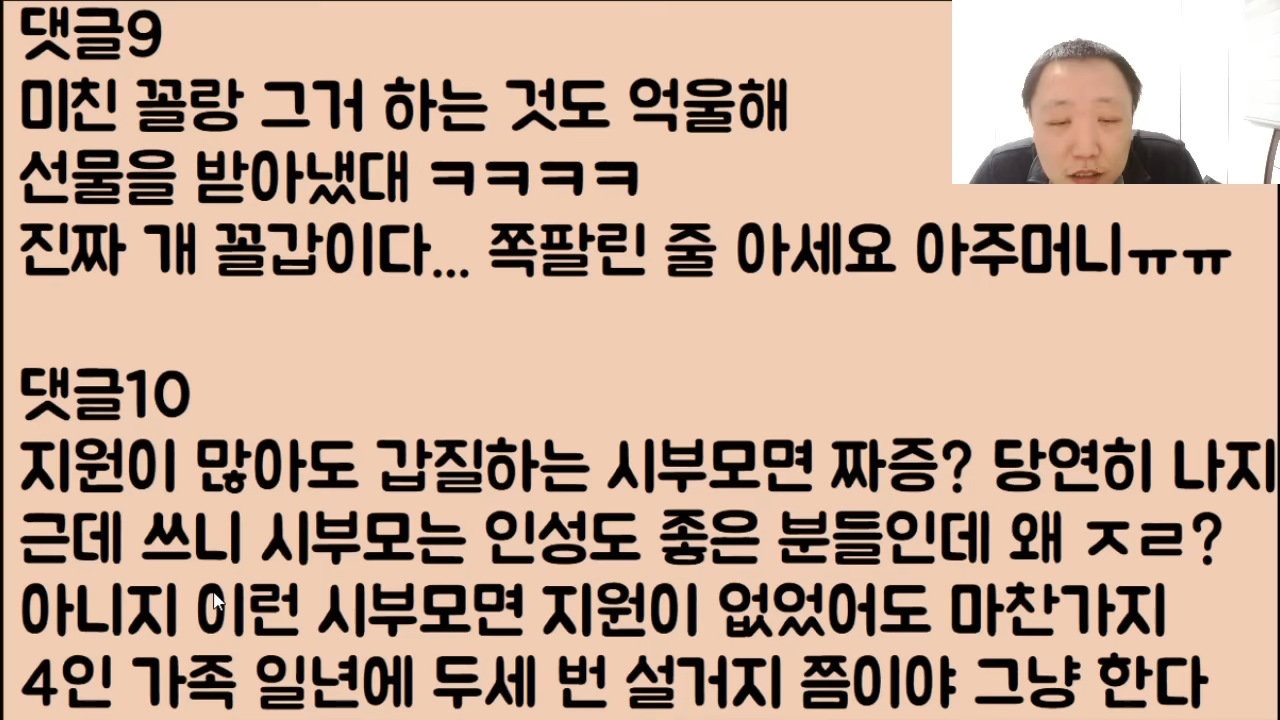 댓글9
미친 꼴랑 그거 하는 것도 억울해
선물을 받아냈대 ㅋㅋㅋㅋ
진짜 개 꼴갑이다... 쪽팔린 줄 아세요 아주머니ㅠㅠ
댓글10
지원이 많아도 갑질하는 시부모면 짜증? 당연히 나지
근데 쓰니 시부모는 인성도 좋은 분들인데 왜 ㅈㄹ?
아니지 이런 시부모면 지원이 없었어도 마찬가지
4인 가족 일년에 두세 번 설거지 쯤이야 그냥 한다